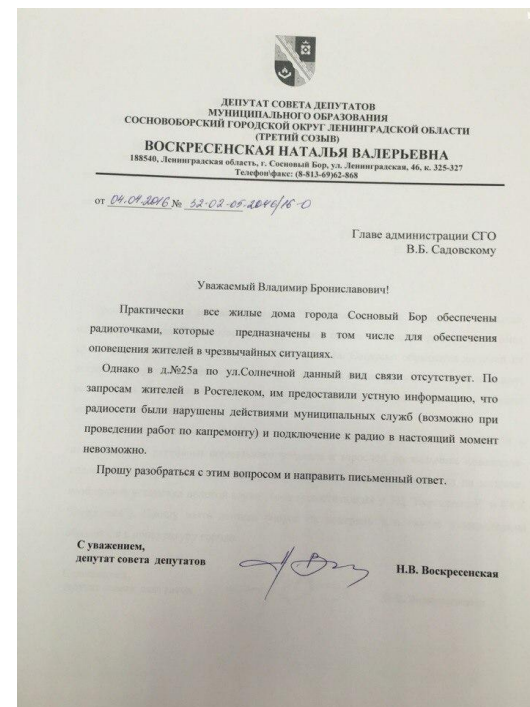 ДЕПУТАТ СОВЕТА ДЕПУТАТОВ
МУНИЦИПАЛЬНОГО ОБРАЗОВАНИЯ
СОСНОВОБОРСКИЙ ГОРОДСКОЙ ОКРУГ ЛЕНИНГРАДСКОЙ ОБЛАСТИ
(ТРЕТИЙ СОЗЫВ)
ВОСКРЕСЕНСКАЯ НАТАЛЬЯ ВАЛЕРЬЕВНА
188540, Ленинградская область, г. Сосновый Бор, ул. Ленинградская, 46, к. 325-327
Телефон\факс: (8-813-69)62-868
от 04.04.2016 № 32-02-05-2040/16-О
Главе администрации СГО
В.Б. Садовскому
Уважаемый Владимир Брониславович!
Практически все жилые дома города Сосновый Бор обеспечены
радиоточками, которые предназначены в том числе для обеспечения
оповещения жителей в чрезвычайных ситуациях.
Однако в д.№25а по ул.Солнечной данный вид связи отсутствует. По
запросам жителей в Ростелеком, им предоставили устную информацию, что
радиосети были нарушены действиями муниципальных служб (возможно при
проведении работ по капремонту) и подключение к радио в настоящий момент
невозможно.
Прошу разобраться с этим вопросом и направить письменный ответ.
С уважением,
депутат совета депутатов
Н.В. Воскресенская